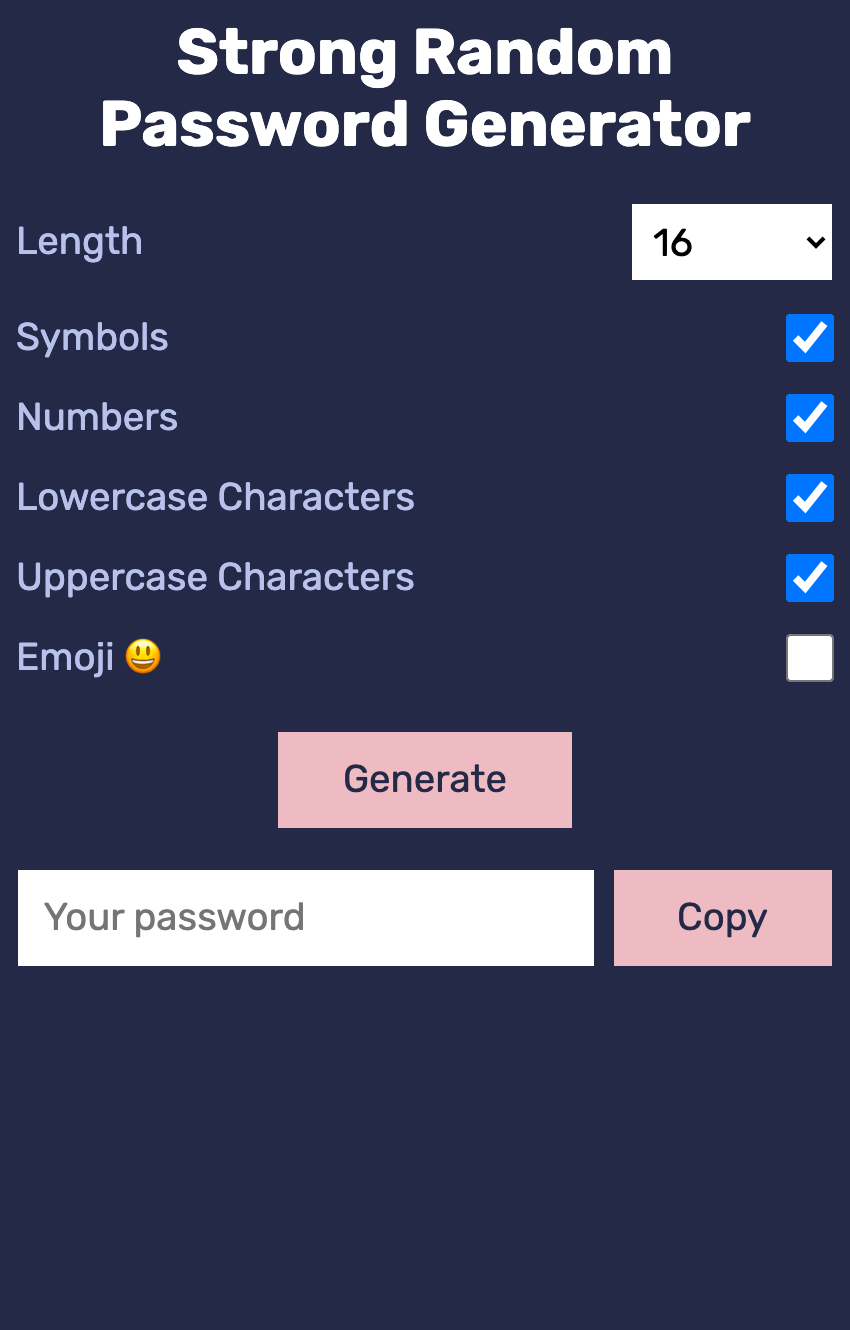 Strong Random
Password Generator
Length
16
Symbols
Numbers
Lowercase Characters
Uppercase Characters
Emoji 😃
Generate
Your password
Copy